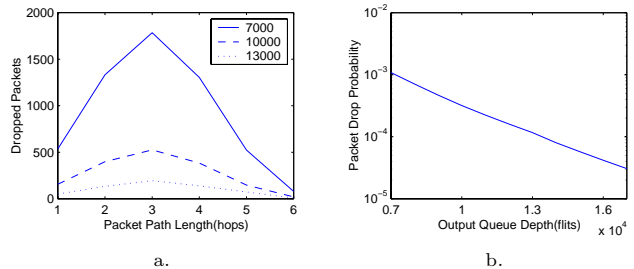 2000
1500
1000
500
0
Dropped Packets
7000
10000
13000
1 2 3 4 5 6
Packet Path Length(hops)
a.
10⁻²
10⁻³
10⁻⁴
10⁻⁵
Packet Drop Probability
0.7 1 1.3 1.6
x 10⁴
Output Queue Depth(flits)
b.